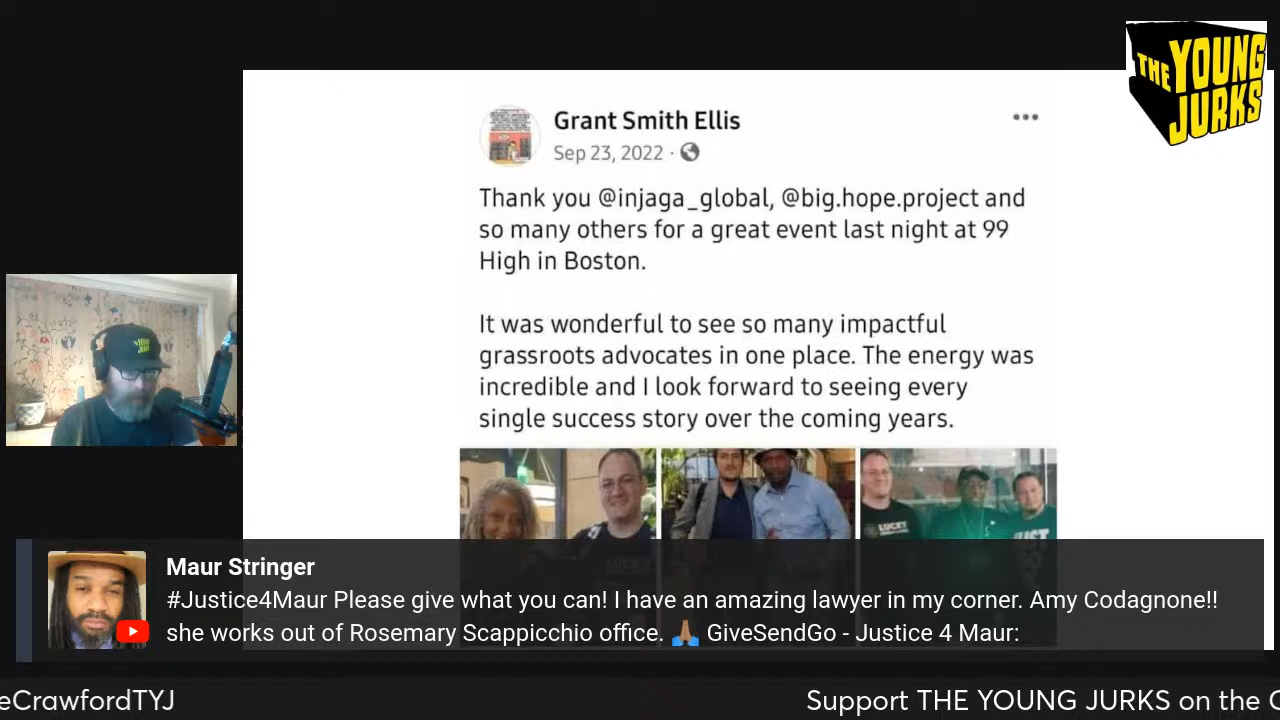 THE YOUNG JURKS
Grant Smith Ellis
Sep 23, 2022 ·
Thank you @injaga_global, @big.hope.project and
so many others for a great event last night at 99
High in Boston.
It was wonderful to see so many impactful
grassroots advocates in one place. The energy was
incredible and I look forward to seeing every
single success story over the coming years.
LUCKY
Maur Stringer
#Justice4Maur Please give what you can! I have an amazing lawyer in my corner. Amy Codagnone!!
she works out of Rosemary Scappicchio office. 🙏🏽 GiveSendGo - Justice 4 Maur:
eCrawfordTYJ
Support THE YOUNG JURKS on the C